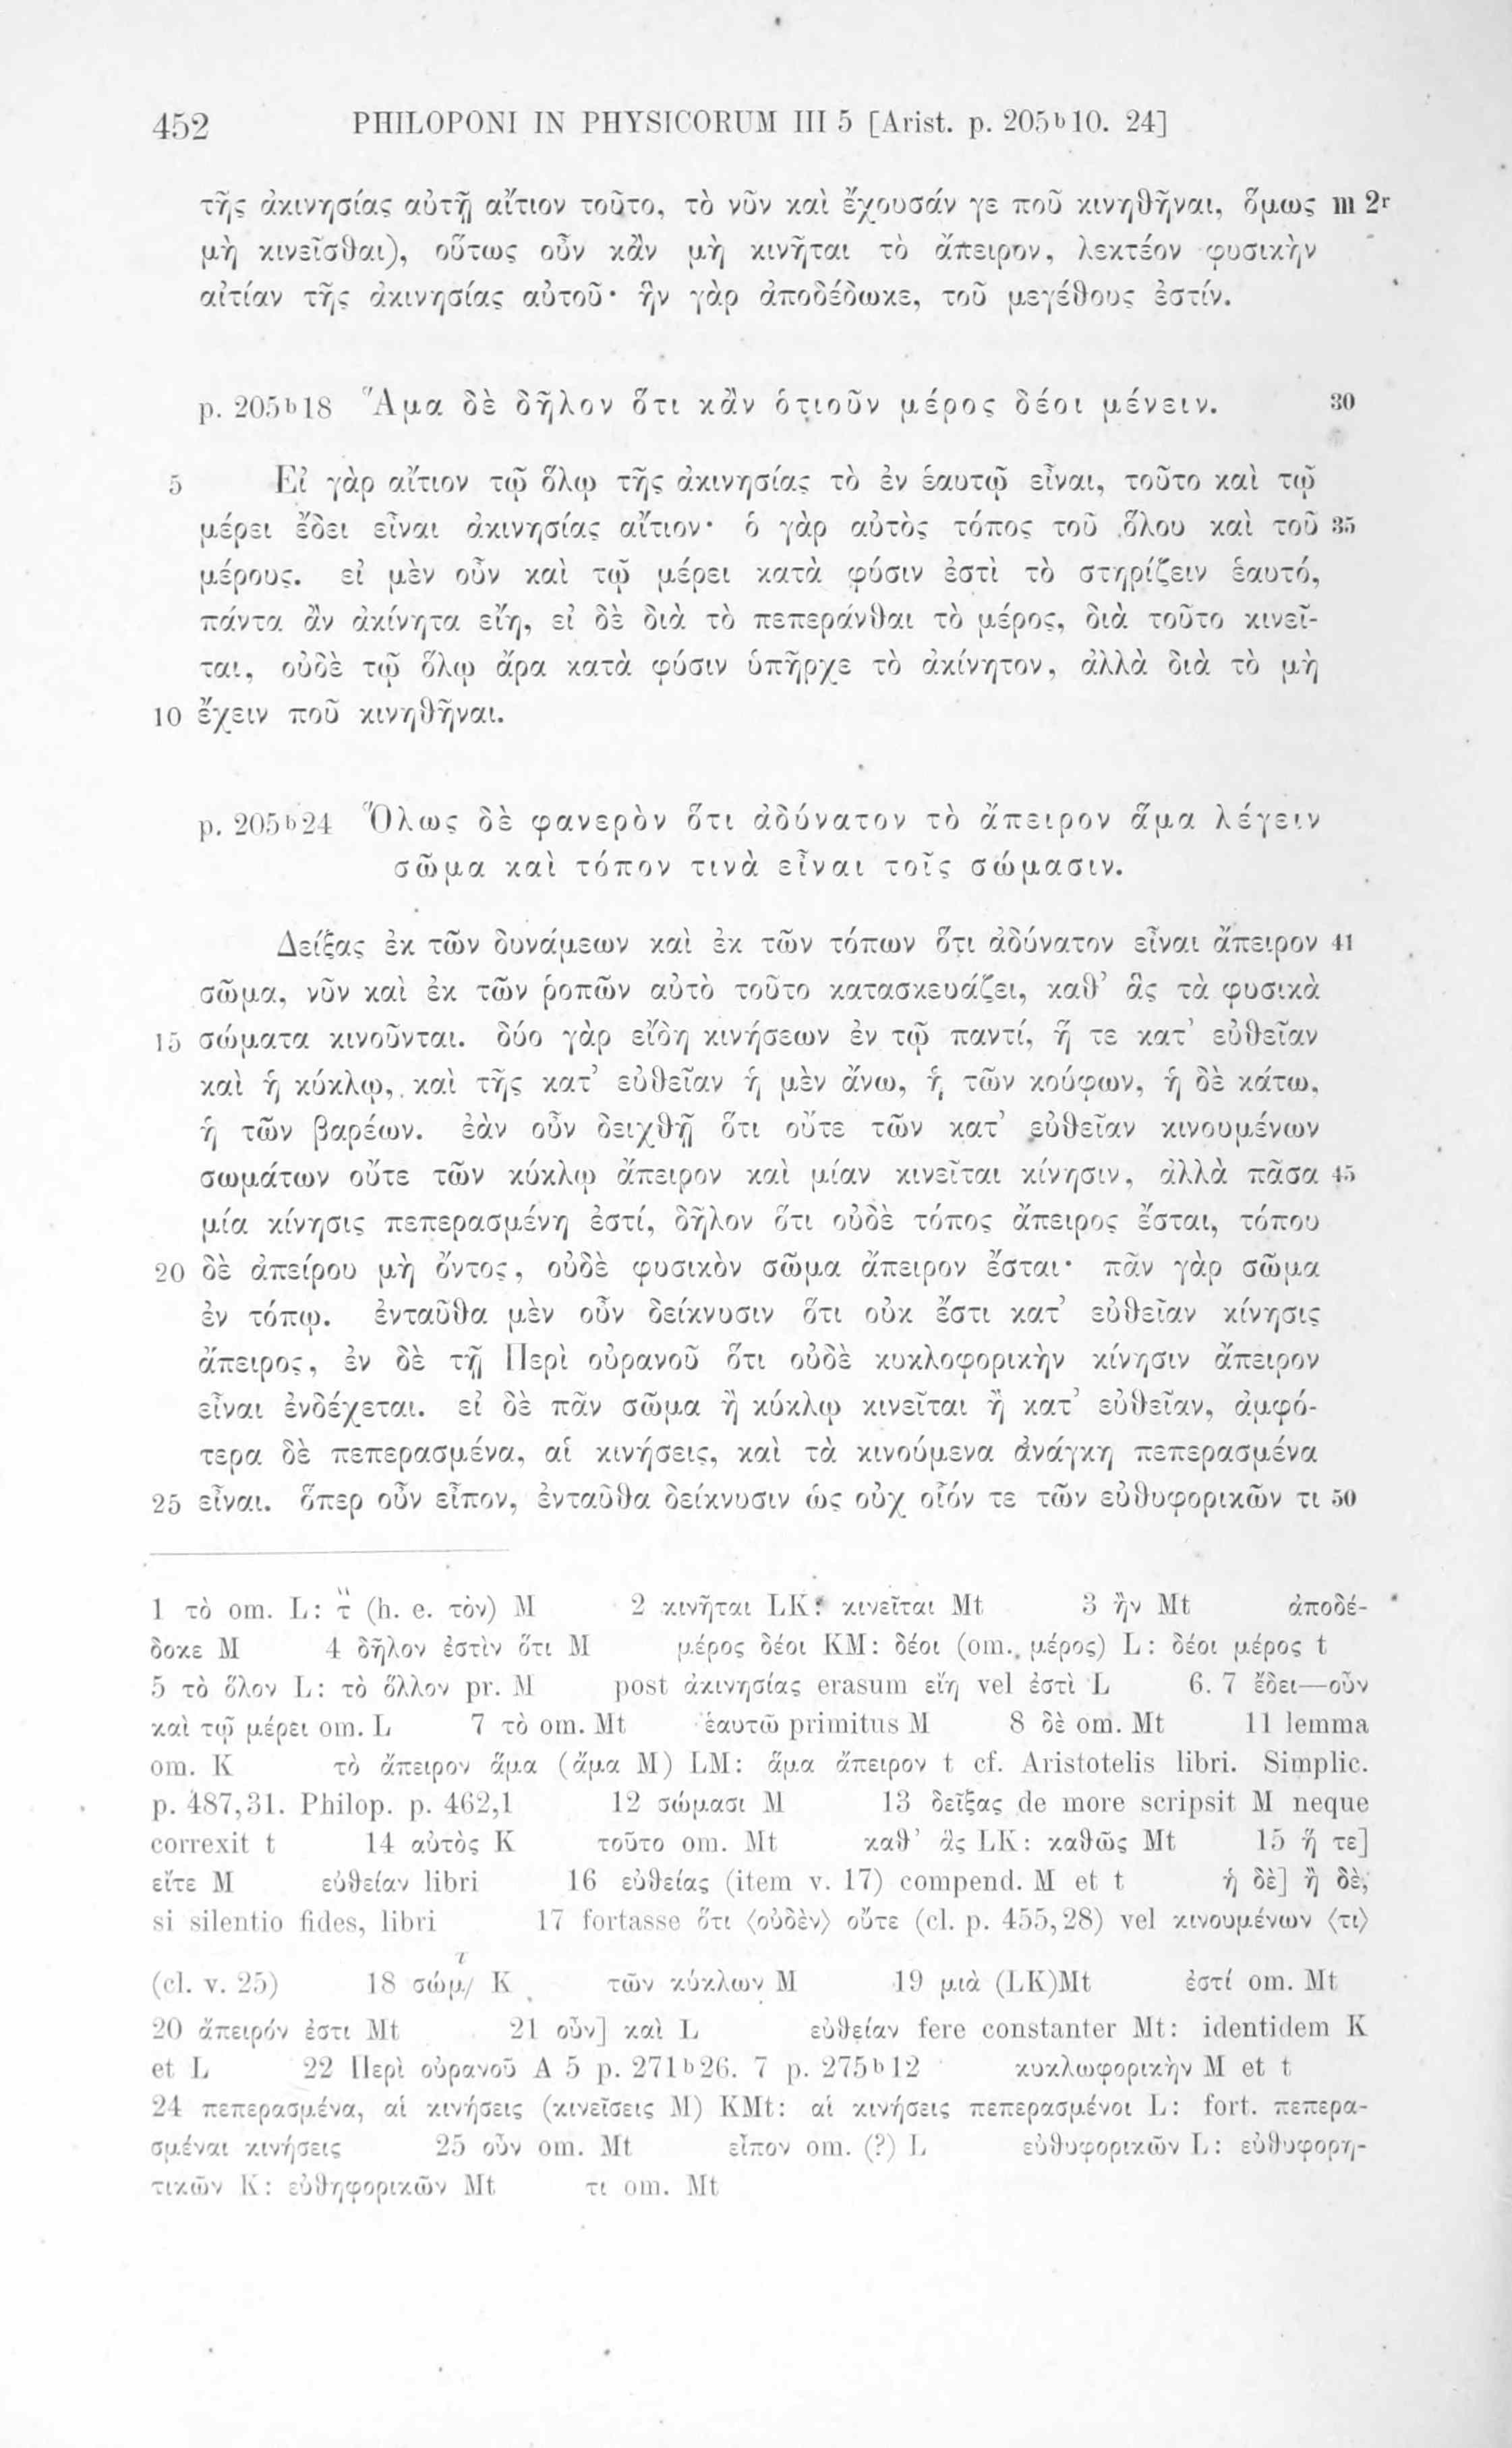 452 PHILOPONI IN PHYSICORUM III 5 [Arist. p. 205ᵇ10. 24]
τῆς ἀκινησίας αὐτῇ αἴτιον τοῦτο, τὸ νῦν καὶ ἔχουσάν γε ποῦ κινηθῆναι, ὅμως m 2ʳ
μὴ κινεῖσθαι), οὕτως οὖν κἂν μὴ κινῆται τὸ ἄπειρον, λεκτέον φυσικὴν
αἰτίαν τῆς ἀκινησίας αὐτοῦ· ἣν γὰρ ἀποδέδωκε, τοῦ μεγέθους ἐστίν.
p. 205ᵇ18 Ἅμα δὲ δῆλον ὅτι κἂν ὁτιοῦν μέρος δέοι μένειν. 30
5 Εἰ γὰρ αἴτιον τῷ ὅλῳ τῆς ἀκινησίας τὸ ἐν ἑαυτῷ εἶναι, τοῦτο καὶ τῷ
μέρει ἔδει εἶναι ἀκινησίας αἴτιον· ὁ γὰρ αὐτὸς τόπος τοῦ ὅλου καὶ τοῦ 35
μέρους. εἰ μὲν οὖν καὶ τῷ μέρει κατὰ φύσιν ἐστὶ τὸ στηρίζειν ἑαυτό,
πάντα ἂν ἀκίνητα εἴη, εἰ δὲ διὰ τὸ πεπεράνθαι τὸ μέρος, διὰ τοῦτο κινεῖ-
ται, οὐδὲ τῷ ὅλῳ ἄρα κατὰ φύσιν ὑπῆρχε τὸ ἀκίνητον, ἀλλὰ διὰ τὸ μὴ
10 ἔχειν ποῦ κινηθῆναι.
p. 205ᵇ24 Ὅλως δὲ φανερὸν ὅτι ἀδύνατον τὸ ἄπειρον ἅμα λέγειν
σῶμα καὶ τόπον τινὰ εἶναι τοῖς σώμασιν.
Δείξας ἐκ τῶν δυνάμεων καὶ ἐκ τῶν τόπων ὅτι ἀδύνατον εἶναι ἄπειρον 41
σῶμα, νῦν καὶ ἐκ τῶν ῥοπῶν αὐτὸ τοῦτο κατασκευάζει, καθ’ ἃς τὰ φυσικὰ
15 σώματα κινοῦνται. δύο γὰρ εἴδη κινήσεων ἐν τῷ παντί, ἥ τε κατ’ εὐθεῖαν
καὶ ἡ κύκλῳ, καὶ τῆς κατ’ εὐθεῖαν ἡ μὲν ἄνω, ἡ τῶν κούφων, ἡ δὲ κάτω,
ἡ τῶν βαρέων. ἐὰν οὖν δειχθῇ ὅτι οὔτε τῶν κατ’ εὐθεῖαν κινουμένων
σωμάτων οὔτε τῶν κύκλῳ ἄπειρον καὶ μίαν κινεῖται κίνησιν, ἀλλὰ πᾶσα 45
μία κίνησις πεπερασμένη ἐστί, δῆλον ὅτι οὐδὲ τόπος ἄπειρος ἔσται, τόπου
20 δὲ ἀπείρου μὴ ὄντος, οὐδὲ φυσικὸν σῶμα ἄπειρον ἔσται· πᾶν γὰρ σῶμα
ἐν τόπῳ. ἐνταῦθα μὲν οὖν δείκνυσιν ὅτι οὐκ ἔστι κατ’ εὐθεῖαν κίνησις
ἄπειρος, ἐν δὲ τῇ Περὶ οὐρανοῦ ὅτι οὐδὲ κυκλοφορικὴν κίνησιν ἄπειρον
εἶναι ἐνδέχεται. εἰ δὲ πᾶν σῶμα ἢ κύκλῳ κινεῖται ἢ κατ’ εὐθεῖαν, ἀμφό-
τερα δὲ πεπερασμένα, αἱ κινήσεις, καὶ τὰ κινούμενα ἀνάγκη πεπερασμένα
25 εἶναι. ὅπερ οὖν εἶπον, ἐνταῦθα δείκνυσιν ὡς οὐχ οἷόν τε τῶν εὐθυφορικῶν τι 50
1 τὸ om. L: τ̏ (h. e. τὸν) M 2 κινῆται LK: κινεῖται Mt 3 ἢν Mt ἀποδέ-
δοκε M 4 δῆλον ἐστὶν ὅτι M μέρος δέοι KM: δέοι (om. μέρος) L: δέοι μέρος t
5 τὸ ὅλον L: τὸ ὅλλον pr. M post ἀκινησίας erasum εἴη vel ἐστὶ L 6. 7 ἔδει—οὖν
καὶ τῷ μέρει om. L 7 τὸ om. Mt ἑαυτῶ primitus M 8 δὲ om. Mt 11 lemma
om. K τὸ ἄπειρον ἅμα (ἄμα M) LM: ἅμα ἄπειρον t cf. Aristotelis libri. Simplic.
p. 487,31. Philop. p. 462,1 12 σώμασι M 13 δεῖξας de more scripsit M neque
correxit t 14 αὐτὸς K τοῦτο om. Mt καθ’ ἃς LK: καθῶς Mt 15 ἥ τε]
εἴτε M εὐθείαν libri 16 εὐθείας (item v. 17) compend. M et t ἡ δὲ] ἢ δὲ,
si silentio fides, libri 17 fortasse ὅτι ⟨οὐδὲν⟩ οὔτε (cl. p. 455,28) vel κινουμένων ⟨τι⟩
(cl. v. 25) 18 σώμ/ K τῶν κύκλων M 19 μιὰ (LK)Mt ἐστί om. Mt
20 ἄπειρόν ἐστι Mt 21 οὖν] καὶ L εὐθείαν fere constanter Mt: identidem K
et L 22 Περὶ οὐρανοῦ A 5 p. 271ᵇ26. 7 p. 275ᵇ12 κυκλωφορικὴν M et t
24 πεπερασμένα, αἱ κινήσεις (κινεῖσεις M) KMt: αἱ κινήσεις πεπερασμένοι L: fort. πεπερα-
σμέναι κινήσεις 25 οὖν om. Mt εἶπον om. (?) L εὐθυφορικῶν L: εὐθυφορη-
τικῶν K: εὐθηφορικῶν Mt τι om. Mt